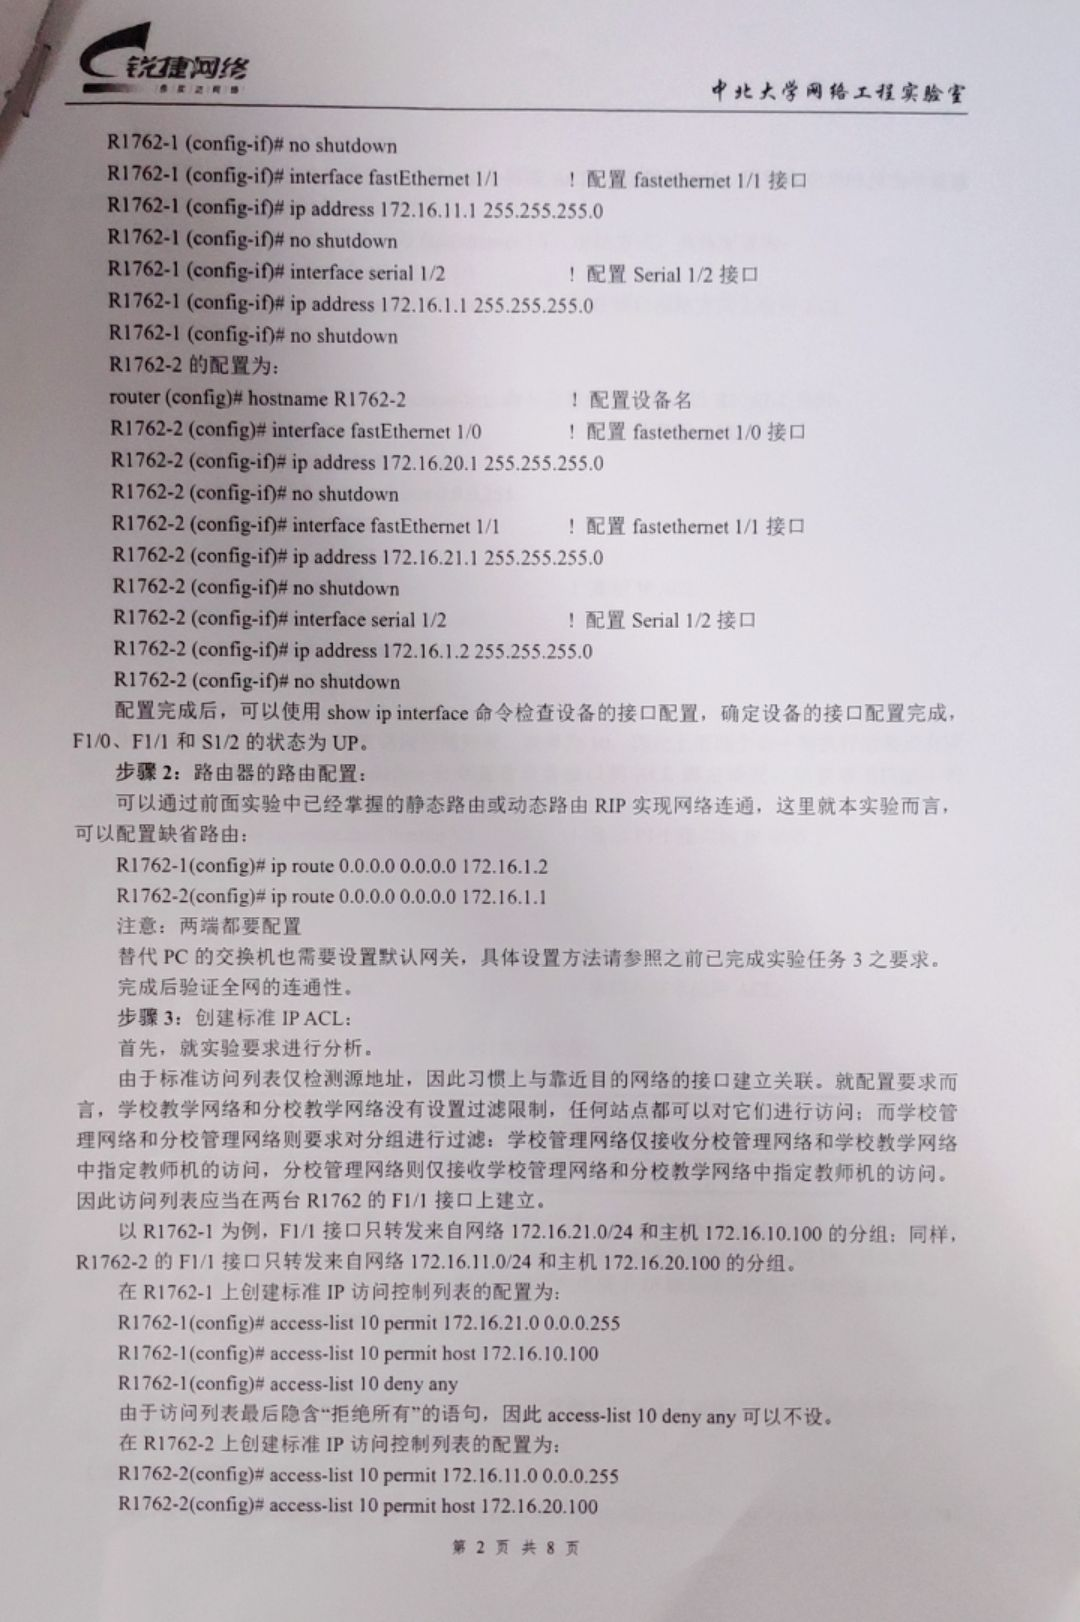 锐捷网络
中北大学网络工程实验室
R1762-1 (config-if)# no shutdown
R1762-1 (config-if)# interface fastEthernet 1/1 ！配置 fastethernet 1/1 接口
R1762-1 (config-if)# ip address 172.16.11.1 255.255.255.0
R1762-1 (config-if)# no shutdown
R1762-1 (config-if)# interface serial 1/2 ！配置 Serial 1/2 接口
R1762-1 (config-if)# ip address 172.16.1.1 255.255.255.0
R1762-1 (config-if)# no shutdown
R1762-2 的配置为：
router (config)# hostname R1762-2 ！配置设备名
R1762-2 (config)# interface fastEthernet 1/0 ！配置 fastethernet 1/0 接口
R1762-2 (config-if)# ip address 172.16.20.1 255.255.255.0
R1762-2 (config-if)# no shutdown
R1762-2 (config-if)# interface fastEthernet 1/1 ！配置 fastethernet 1/1 接口
R1762-2 (config-if)# ip address 172.16.21.1 255.255.255.0
R1762-2 (config-if)# no shutdown
R1762-2 (config-if)# interface serial 1/2 ！配置 Serial 1/2 接口
R1762-2 (config-if)# ip address 172.16.1.2 255.255.255.0
R1762-2 (config-if)# no shutdown
配置完成后，可以使用 show ip interface 命令检查设备的接口配置，确定设备的接口配置完成，
F1/0、F1/1 和 S1/2 的状态为 UP。
步骤 2：路由器的路由配置：
可以通过前面实验中已经掌握的静态路由或动态路由 RIP 实现网络连通，这里就本实验而言，
可以配置缺省路由：
R1762-1(config)# ip route 0.0.0.0 0.0.0.0 172.16.1.2
R1762-2(config)# ip route 0.0.0.0 0.0.0.0 172.16.1.1
注意：两端都要配置
替代 PC 的交换机也需要设置默认网关，具体设置方法请参照之前已完成实验任务 3 之要求。
完成后验证全网的连通性。
步骤 3：创建标准 IP ACL：
首先，就实验要求进行分析。
由于标准访问列表仅检测源地址，因此习惯上与靠近目的网络的接口建立关联。就配置要求而
言，学校教学网络和分校教学网络没有设置过滤限制，任何站点都可以对它们进行访问；而学校管
理网络和分校管理网络则要求对分组进行过滤：学校管理网络仅接收分校管理网络和学校教学网络
中指定教师机的访问，分校管理网络则仅接收学校管理网络和分校教学网络中指定教师机的访问。
因此访问列表应当在两台 R1762 的 F1/1 接口上建立。
以 R1762-1 为例，F1/1 接口只转发来自网络 172.16.21.0/24 和主机 172.16.10.100 的分组；同样，
R1762-2 的 F1/1 接口只转发来自网络 172.16.11.0/24 和主机 172.16.20.100 的分组。
在 R1762-1 上创建标准 IP 访问控制列表的配置为：
R1762-1(config)# access-list 10 permit 172.16.21.0 0.0.0.255
R1762-1(config)# access-list 10 permit host 172.16.10.100
R1762-1(config)# access-list 10 deny any
由于访问列表最后隐含“拒绝所有”的语句，因此 access-list 10 deny any 可以不设。
在 R1762-2 上创建标准 IP 访问控制列表的配置为：
R1762-2(config)# access-list 10 permit 172.16.11.0 0.0.0.255
R1762-2(config)# access-list 10 permit host 172.16.20.100
第 2 页 共 8 页